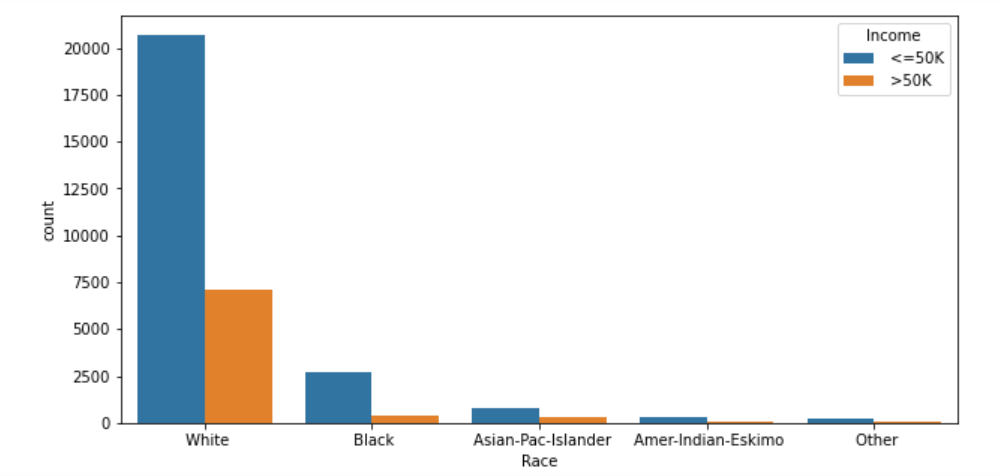 Income
<=50K
>50K
20000
17500
15000
12500
10000
7500
5000
2500
0
count
White
Black
Asian-Pac-Islander
Amer-Indian-Eskimo
Other
Race